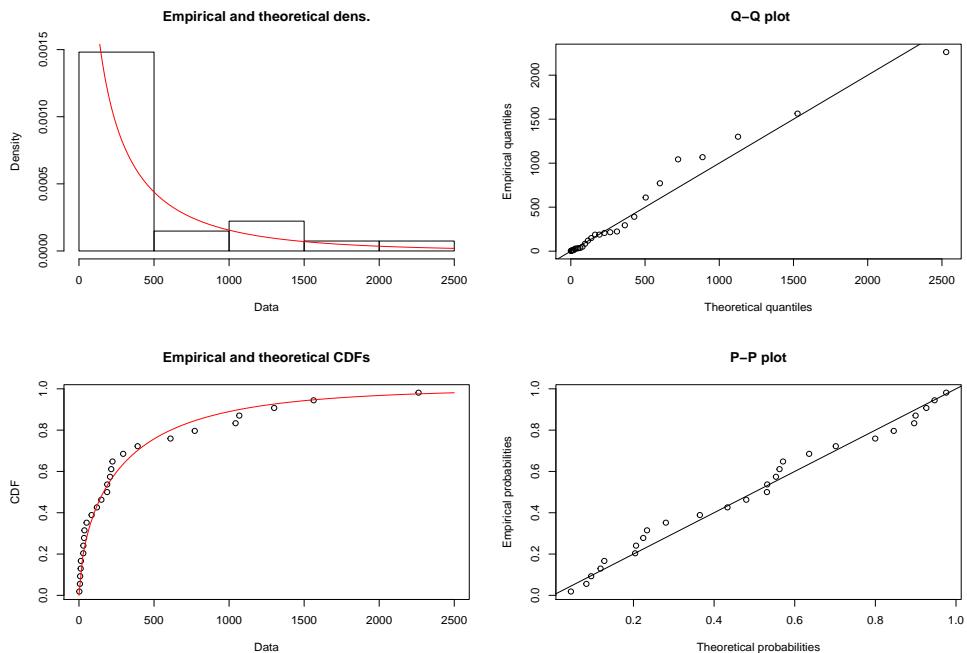 Empirical and theoretical dens.
Density
0.0000 0.0005 0.0010 0.0015
0 500 1000 1500 2000 2500
Data
Q−Q plot
Empirical quantiles
0 500 1000 1500 2000
0 500 1000 1500 2000 2500
Theoretical quantiles
Empirical and theoretical CDFs
CDF
0.0 0.2 0.4 0.6 0.8 1.0
0 500 1000 1500 2000 2500
Data
P−P plot
Empirical probabilities
0.0 0.2 0.4 0.6 0.8 1.0
0.2 0.4 0.6 0.8 1.0
Theoretical probabilities